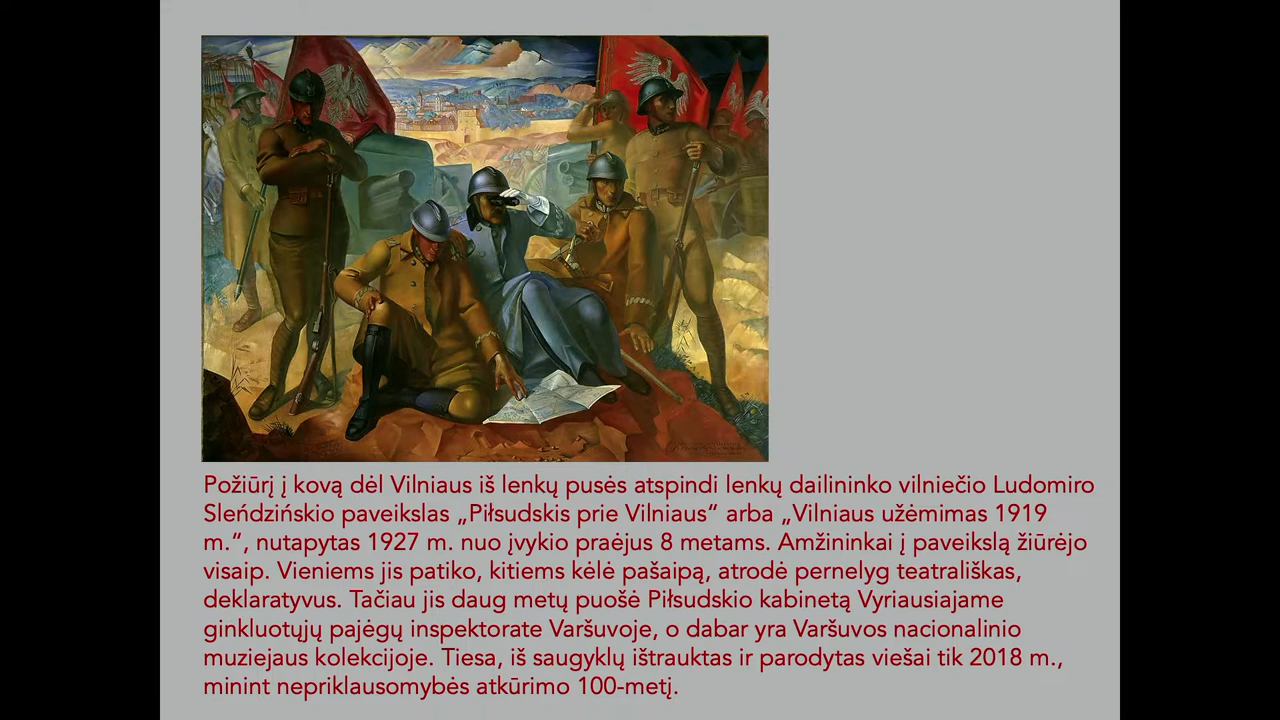 Požiūrį į kovą dėl Vilniaus iš lenkų pusės atspindi lenkų dailininko vilniečio Ludomiro
Sleńdzińskio paveikslas „Piłsudskis prie Vilniaus“ arba „Vilniaus užėmimas 1919
m.“, nutapytas 1927 m. nuo įvykio praėjus 8 metams. Amžininkai į paveikslą žiūrėjo
visaip. Vieniems jis patiko, kitiems kėlė pašaipą, atrodė pernelyg teatrališkas,
deklaratyvus. Tačiau jis daug metų puošė Piłsudskio kabinetą Vyriausiajame
ginkluotųjų pajėgų inspektorate Varšuvoje, o dabar yra Varšuvos nacionalinio
muziejaus kolekcijoje. Tiesa, iš saugyklų ištrauktas ir parodytas viešai tik 2018 m.,
minint nepriklausomybės atkūrimo 100-metį.